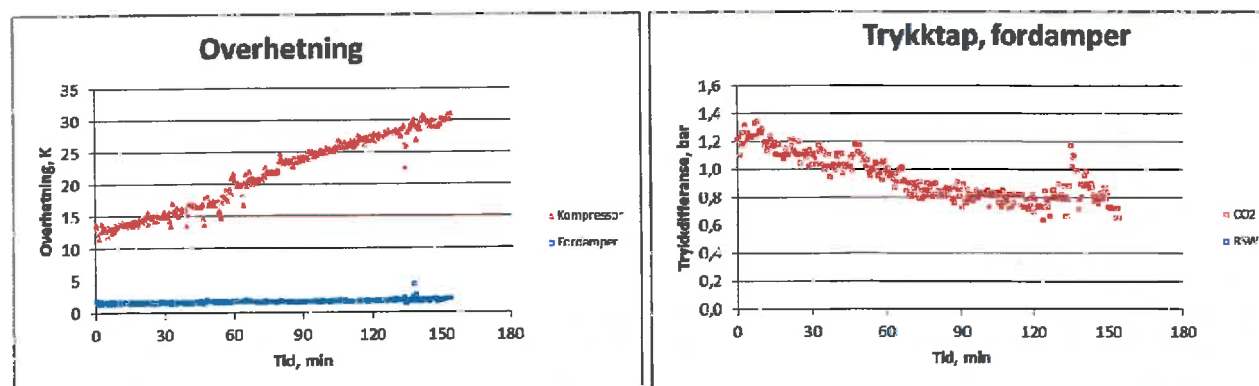 Overhetning
35
30
25
20
15
10
5
0
Overhetning, K
0 30 60 90 120 150 180
Tid, min
Kompressor
Fordamper
Trykktap, fordamper
1,6
1,4
1,2
1,0
0,8
0,6
0,4
0,2
0,0
Trykkdifferanse, bar
0 30 60 90 120 150 180
Tid, min
CO2
RSW